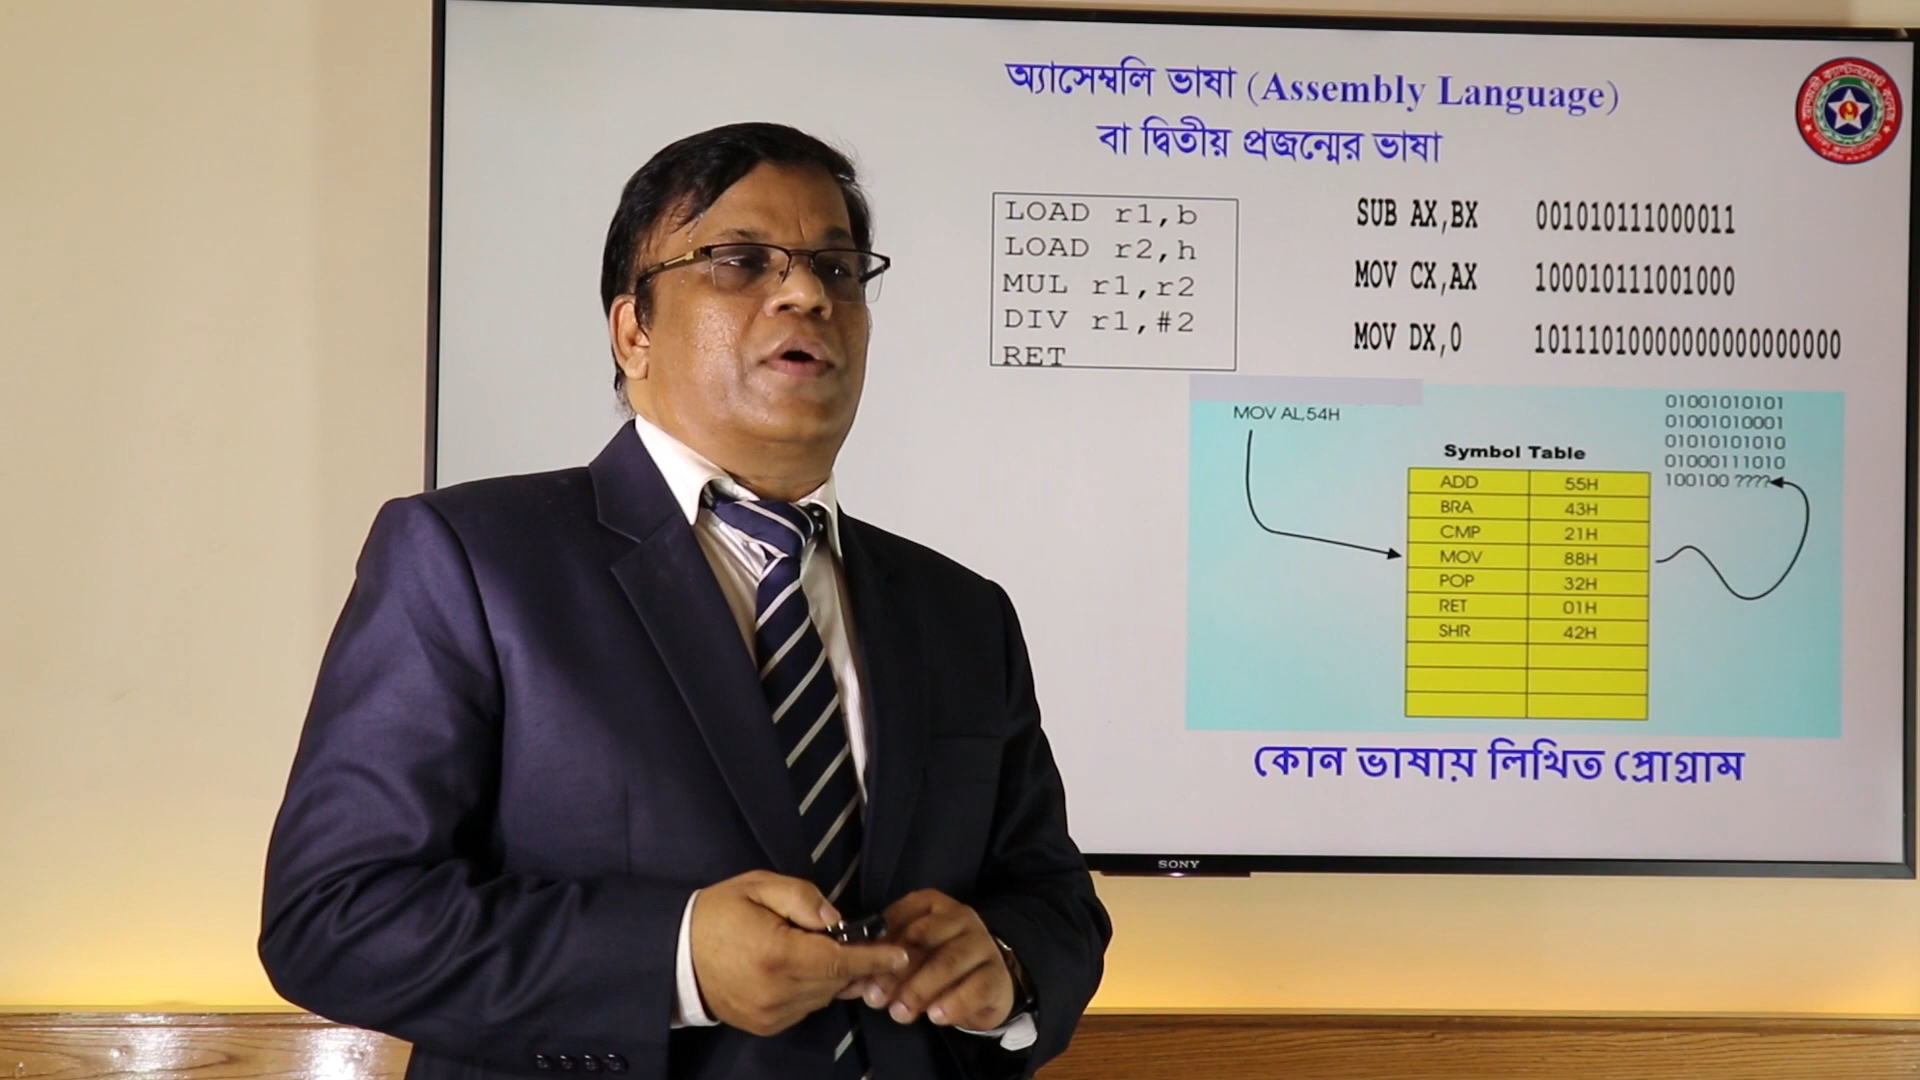 অ্যাসেম্বলি ভাষা (Assembly Language)
বা দ্বিতীয় প্রজন্মের ভাষা
LOAD r1,b
LOAD r2,h
MUL r1,r2
DIV r1,#2
RET
SUB AX,BX 001010111000011
MOV CX,AX 100010111001000
MOV DX,0 101110100000000000000000
MOV AL,54H
01001010101
01001010001
01010101010
01000111010
100100 ????
Symbol Table
ADD 55H
BRA 43H
CMP 21H
MOV 88H
POP 32H
RET 01H
SHR 42H
কোন ভাষায় লিখিত প্রোগ্রাম
SONY